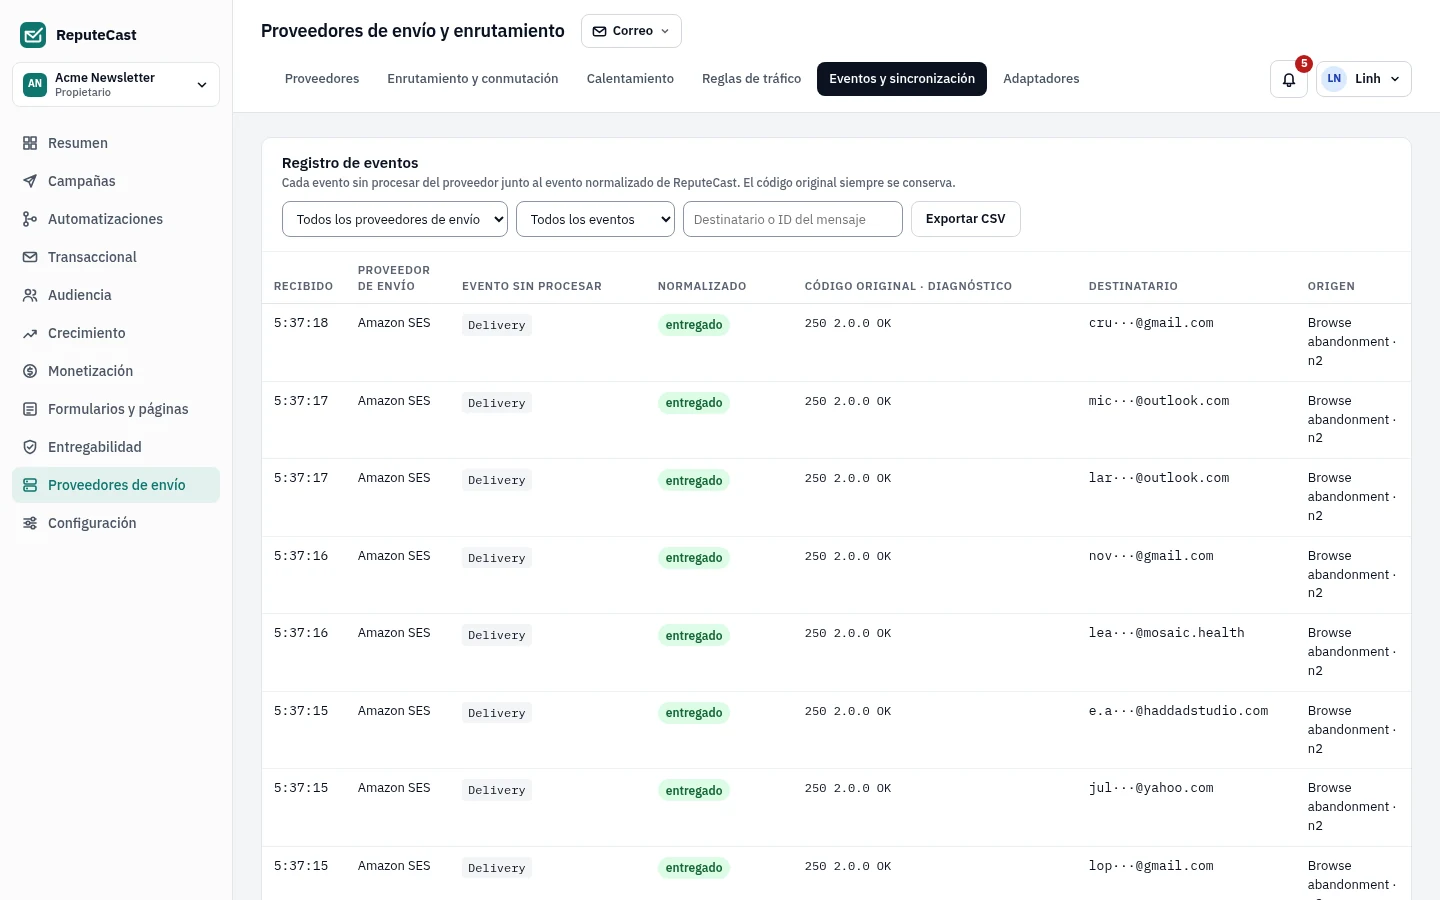 ReputeCast
AN
Acme Newsletter
Propietario
Resumen
Campañas
Automatizaciones
Transaccional
Audiencia
Crecimiento
Monetización
Formularios y páginas
Entregabilidad
Proveedores de envío
Configuración
Proveedores de envío y enrutamiento
Correo
Proveedores Enrutamiento y conmutación Calentamiento Reglas de tráfico Eventos y sincronización Adaptadores
5
LN Linh
Registro de eventos
Cada evento sin procesar del proveedor junto al evento normalizado de ReputeCast. El código original siempre se conserva.
Todos los proveedores de envío Todos los eventos Destinatario o ID del mensaje Exportar CSV
RECIBIDO PROVEEDOR DE ENVÍO EVENTO SIN PROCESAR NORMALIZADO CÓDIGO ORIGINAL · DIAGNÓSTICO DESTINATARIO ORIGEN
5:37:18 Amazon SES Delivery entregado 250 2.0.0 OK cru···@gmail.com Browse abandonment · n2
5:37:17 Amazon SES Delivery entregado 250 2.0.0 OK mic···@outlook.com Browse abandonment · n2
5:37:17 Amazon SES Delivery entregado 250 2.0.0 OK lar···@outlook.com Browse abandonment · n2
5:37:16 Amazon SES Delivery entregado 250 2.0.0 OK nov···@gmail.com Browse abandonment · n2
5:37:16 Amazon SES Delivery entregado 250 2.0.0 OK lea···@mosaic.health Browse abandonment · n2
5:37:15 Amazon SES Delivery entregado 250 2.0.0 OK e.a···@haddadstudio.com Browse abandonment · n2
5:37:15 Amazon SES Delivery entregado 250 2.0.0 OK jul···@yahoo.com Browse abandonment · n2
5:37:15 Amazon SES Delivery entregado 250 2.0.0 OK lop···@gmail.com Browse abandonment ·